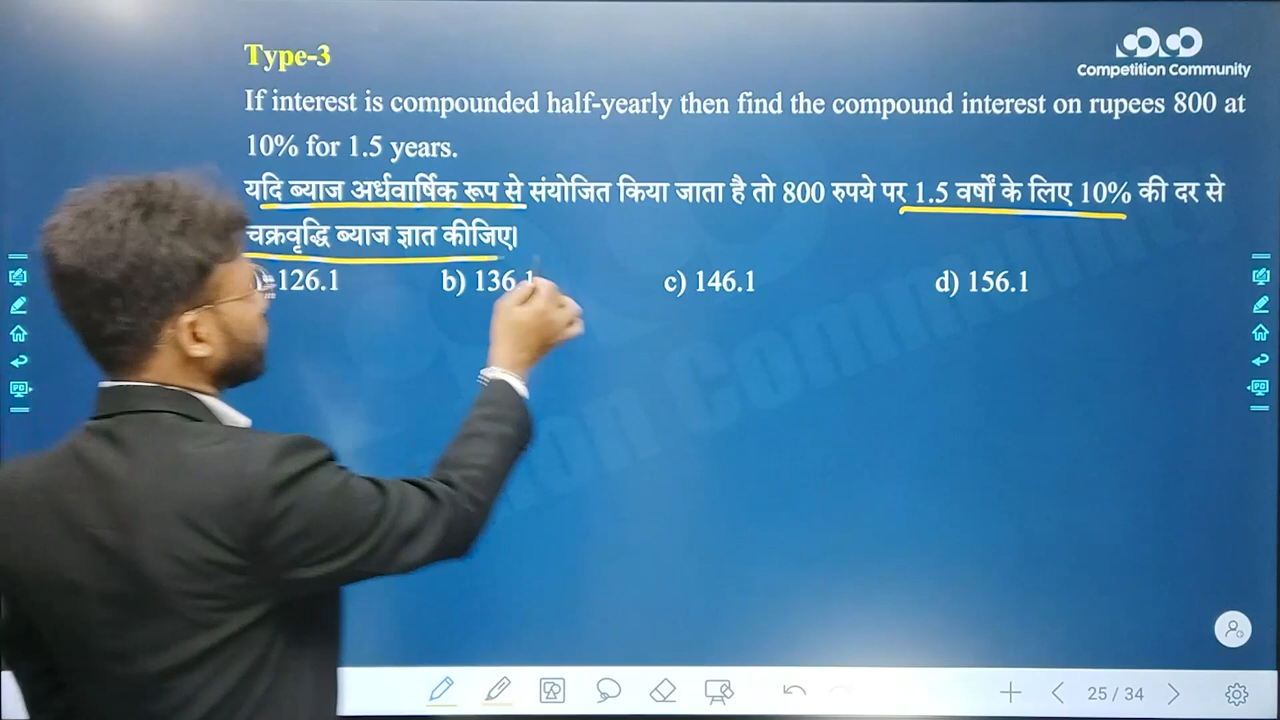 Type-3
Competition Community
If interest is compounded half-yearly then find the compound interest on rupees 800 at
10% for 1.5 years.
यदि ब्याज अर्धवार्षिक रूप से संयोजित किया जाता है तो 800 रुपये पर 1.5 वर्षों के लिए 10% की दर से
चक्रवृद्धि ब्याज ज्ञात कीजिए।
126.1 b) 136.1 c) 146.1 d) 156.1
25 / 34